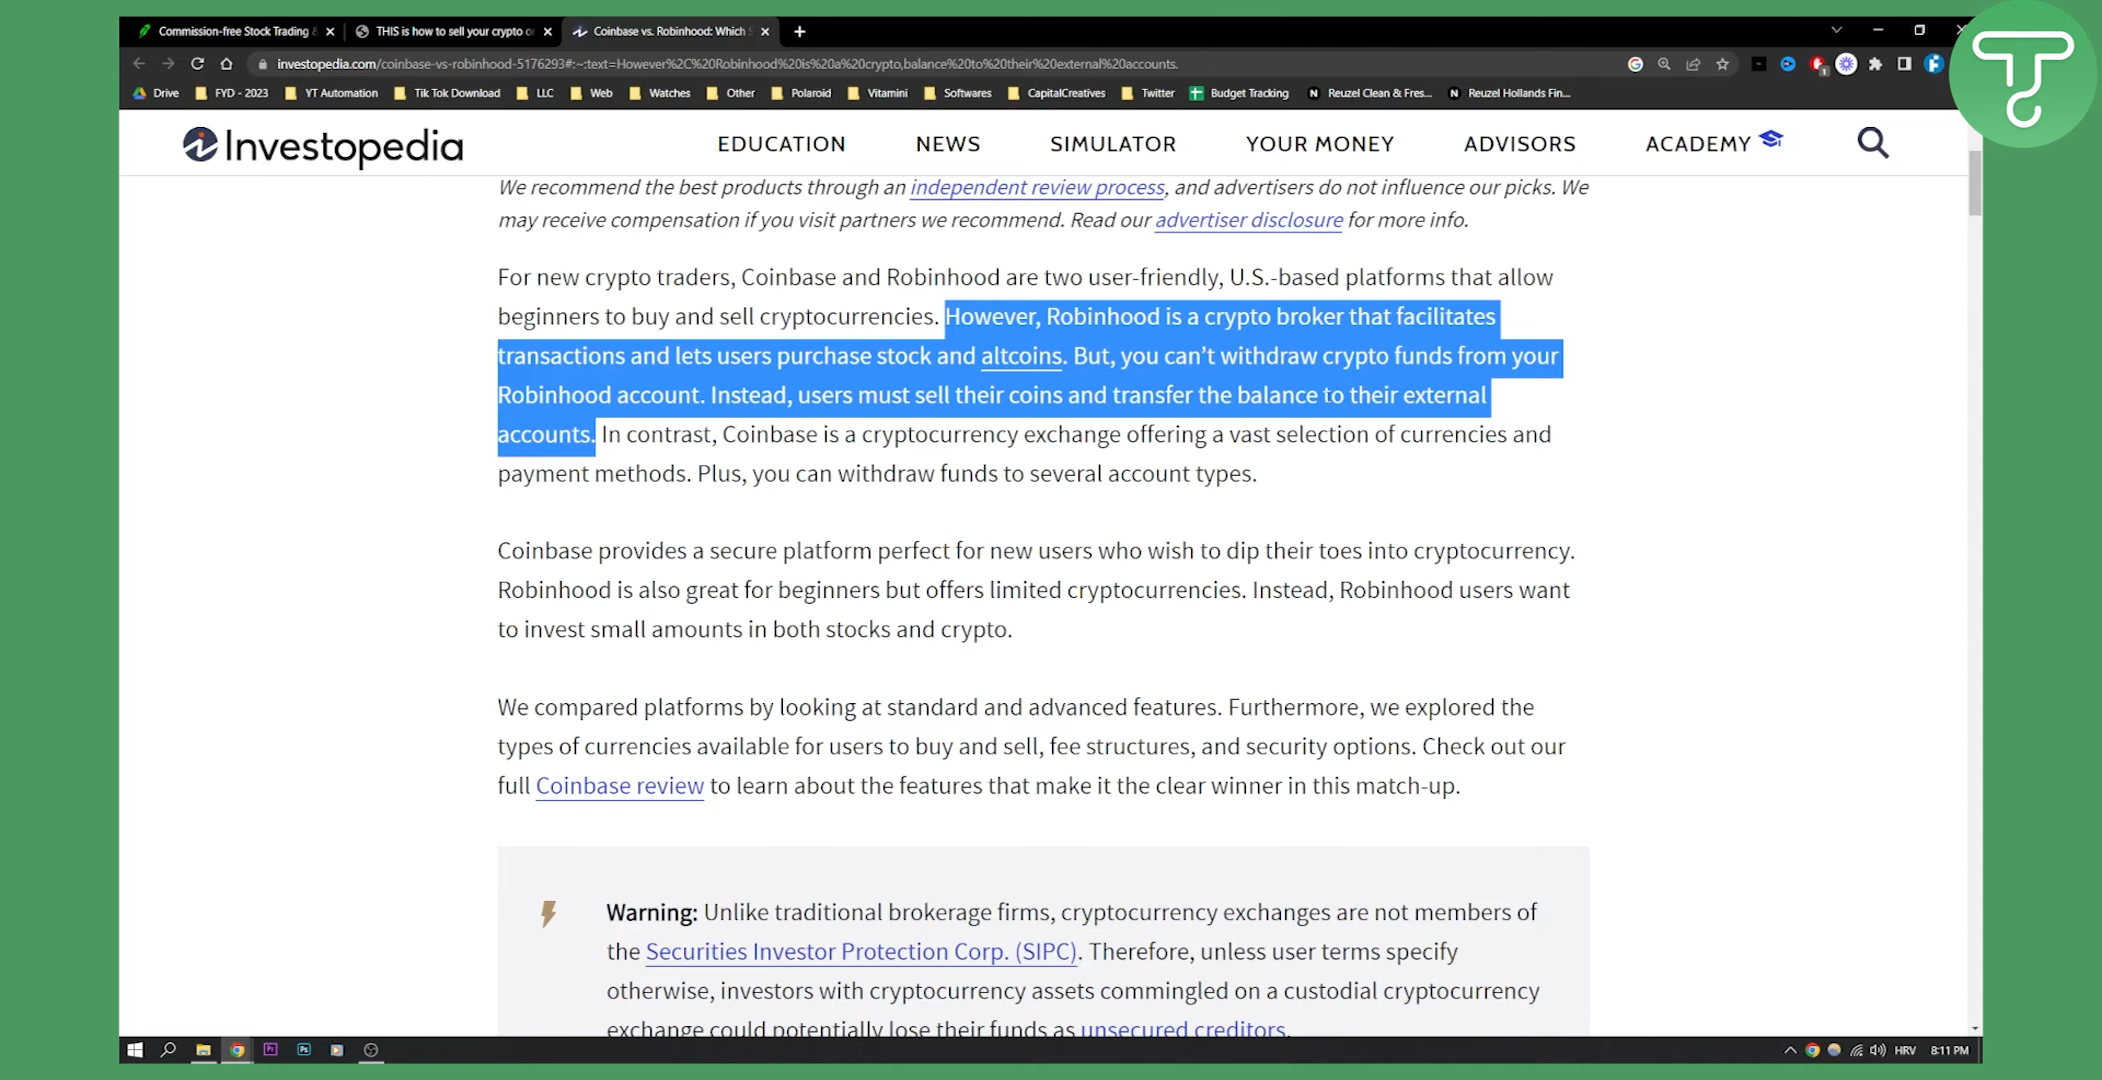 Commission-free Stock Trading &
THIS is how to sell your crypto o
Coinbase vs. Robinhood: Which S
investopedia.com/coinbase-vs-robinhood-5176293#:~:text=However%2C%20Robinhood%20is%20a%20crypto,balance%20to%20their%20external%20accounts.
Drive FYD - 2023 YT Automation Tik Tok Download LLC Web Watches Other Polaroid Vitamini Softwares CapitalCreatives Twitter Budget Tracking Reuzel Clean & Fres... Reuzel Hollands Fin...
Investopedia
EDUCATION NEWS SIMULATOR YOUR MONEY ADVISORS ACADEMY
We recommend the best products through an independent review process, and advertisers do not influence our picks. We
may receive compensation if you visit partners we recommend. Read our advertiser disclosure for more info.
For new crypto traders, Coinbase and Robinhood are two user-friendly, U.S.-based platforms that allow
beginners to buy and sell cryptocurrencies. However, Robinhood is a crypto broker that facilitates
transactions and lets users purchase stock and altcoins. But, you can't withdraw crypto funds from your
Robinhood account. Instead, users must sell their coins and transfer the balance to their external
accounts. In contrast, Coinbase is a cryptocurrency exchange offering a vast selection of currencies and
payment methods. Plus, you can withdraw funds to several account types.
Coinbase provides a secure platform perfect for new users who wish to dip their toes into cryptocurrency.
Robinhood is also great for beginners but offers limited cryptocurrencies. Instead, Robinhood users want
to invest small amounts in both stocks and crypto.
We compared platforms by looking at standard and advanced features. Furthermore, we explored the
types of currencies available for users to buy and sell, fee structures, and security options. Check out our
full Coinbase review to learn about the features that make it the clear winner in this match-up.
Warning: Unlike traditional brokerage firms, cryptocurrency exchanges are not members of
the Securities Investor Protection Corp. (SIPC). Therefore, unless user terms specify
otherwise, investors with cryptocurrency assets commingled on a custodial cryptocurrency
exchange could potentially lose their funds as unsecured creditors.
HRV 8:11 PM